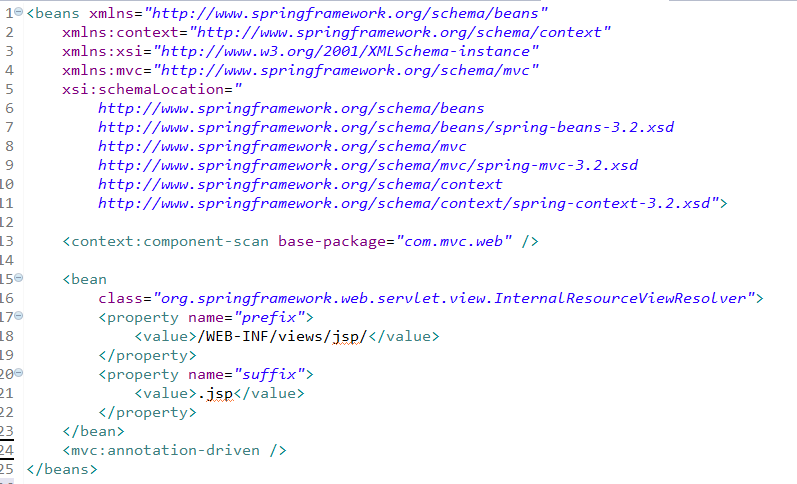 1 <beans xmlns="http://www.springframework.org/schema/beans"
2 xmlns:context="http://www.springframework.org/schema/context"
3 xmlns:xsi="http://www.w3.org/2001/XMLSchema-instance"
4 xmlns:mvc="http://www.springframework.org/schema/mvc"
5 xsi:schemaLocation="
6 http://www.springframework.org/schema/beans
7 http://www.springframework.org/schema/beans/spring-beans-3.2.xsd
8 http://www.springframework.org/schema/mvc
9 http://www.springframework.org/schema/mvc/spring-mvc-3.2.xsd
10 http://www.springframework.org/schema/context
11 http://www.springframework.org/schema/context/spring-context-3.2.xsd">
12
13 <context:component-scan base-package="com.mvc.web" />
14
15 <bean
16 class="org.springframework.web.servlet.view.InternalResourceViewResolver">
17 <property name="prefix">
18 <value>/WEB-INF/views/jsp/</value>
19 </property>
20 <property name="suffix">
21 <value>.jsp</value>
22 </property>
23 </bean>
24 <mvc:annotation-driven />
25 </beans>